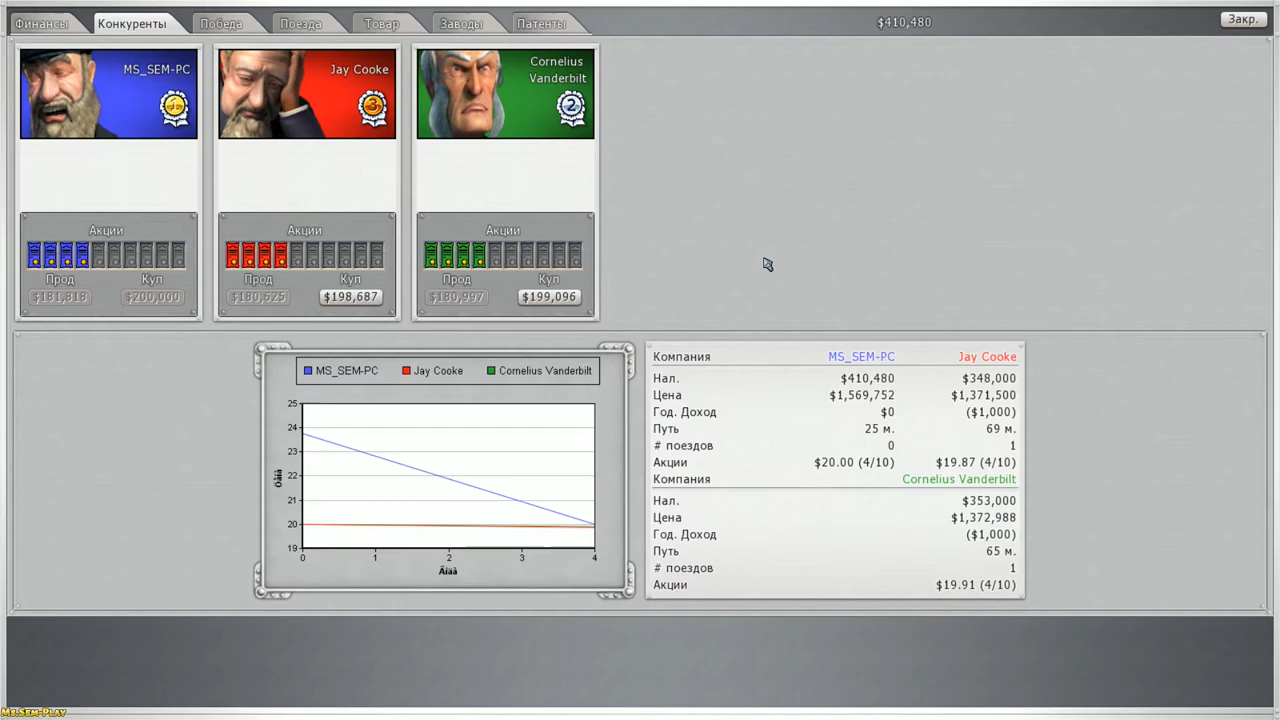 Финансы Конкуренты Победа Поезда Товар Заводы Патенты $410,480 Закр.
MS_SEM-PC
1
Jay Cooke
3
Cornelius
Vanderbilt
2
Акции Акции Акции
Прод Куп Прод Куп Прод Куп
$181,818 $200,000 $180,625 $198,687 $180,997 $199,096
MS_SEM-PC Jay Cooke Cornelius Vanderbilt
25
24
23
22
21
20
19
0 1 2 3 4
Öåíà
Äíåé
Компания MS_SEM-PC Jay Cooke
Нал. $410,480 $348,000
Цена $1,569,752 $1,371,500
Год. Доход $0 ($1,000)
Путь 25 м. 69 м.
# поездов 0 1
Акции $20.00 (4/10) $19.87 (4/10)
Компания Cornelius Vanderbilt
Нал. $353,000
Цена $1,372,988
Год. Доход ($1,000)
Путь 65 м.
# поездов 1
Акции $19.91 (4/10)
Ms.Sem-Play